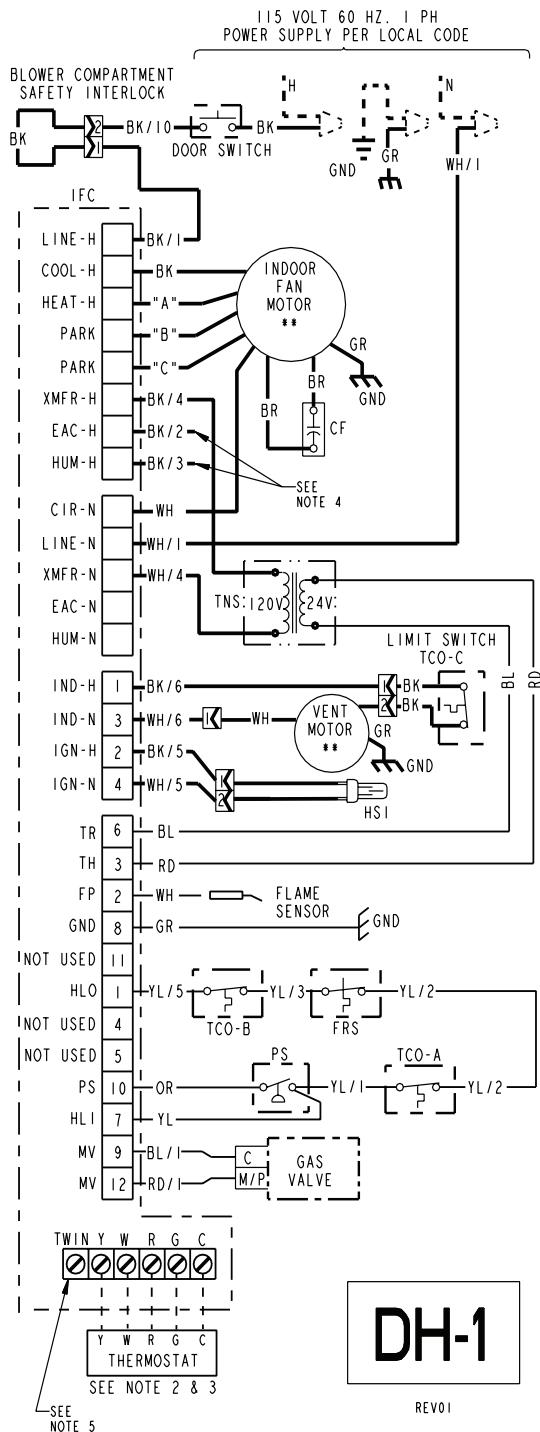 115 VOLT 60 HZ. 1 PH
POWER SUPPLY PER LOCAL CODE
BLOWER COMPARTMENT
SAFETY INTERLOCK
H
N
BK
2
1
BK/10
BK
DOOR SWITCH
GND
GR
WH/1
IFC
LINE-H
BK/1
COOL-H
BK
HEAT-H
"A"
PARK
"B"
PARK
"C"
INDOOR
FAN
MOTOR
**
GR
GND
XMFR-H
BK/4
BR
BR
CF
EAC-H
BK/2
HUM-H
BK/3
SEE
NOTE 4
CIR-N
WH
LINE-N
WH/1
XMFR-N
WH/4
TNS
120V
24V
EAC-N
HUM-N
BL
RD
LIMIT SWITCH
TCO-C
IND-H
1
BK/6
1
BK
IND-N
3
WH/6
1
WH
VENT
MOTOR
**
2
BK
GR
GND
IGN-H
2
BK/5
1
IGN-N
4
WH/5
2
HSI
TR
6
BL
TH
3
RD
FP
2
WH
FLAME
SENSOR
GND
8
GR
GND
NOT USED
11
HLO
1
YL/5
YL/3
YL/2
TCO-B
FRS
NOT USED
4
NOT USED
5
PS
TCO-A
PS
10
OR
YL/1
YL/2
HLI
7
YL
MV
9
BL/1
C
MV
12
RD/1
M/P
GAS
VALVE
TWIN Y W R G C
Y W R G C
THERMOSTAT
SEE NOTE 2 & 3
SEE
NOTE 5
DH-1
REV01